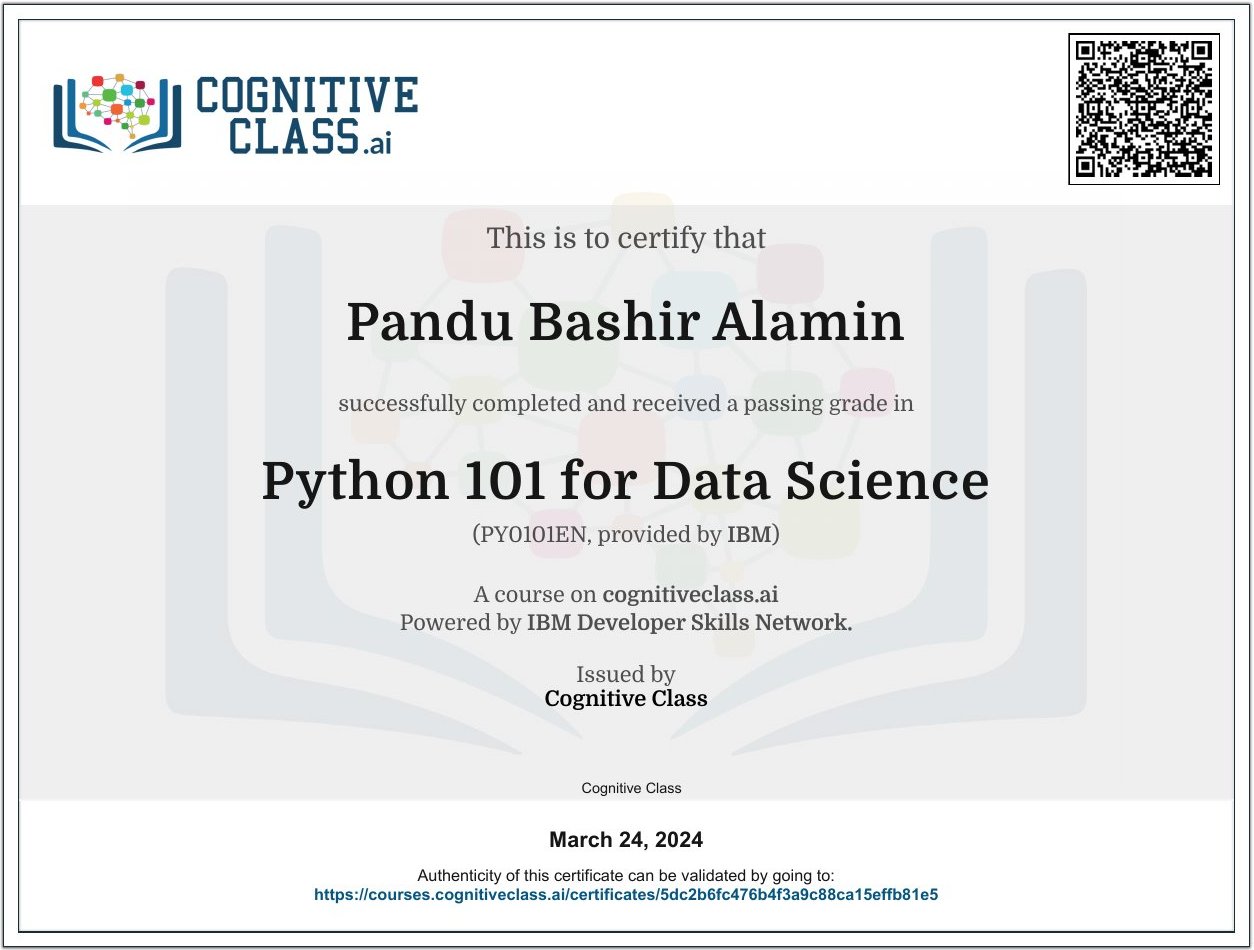 COGNITIVE
CLASS.ai
This is to certify that
Pandu Bashir Alamin
successfully completed and received a passing grade in
Python 101 for Data Science
(PY0101EN, provided by IBM)
A course on cognitiveclass.ai
Powered by IBM Developer Skills Network.
Issued by
Cognitive Class
Cognitive Class
March 24, 2024
Authenticity of this certificate can be validated by going to:
https://courses.cognitiveclass.ai/certificates/5dc2b6fc476b4f3a9c88ca15effb81e5